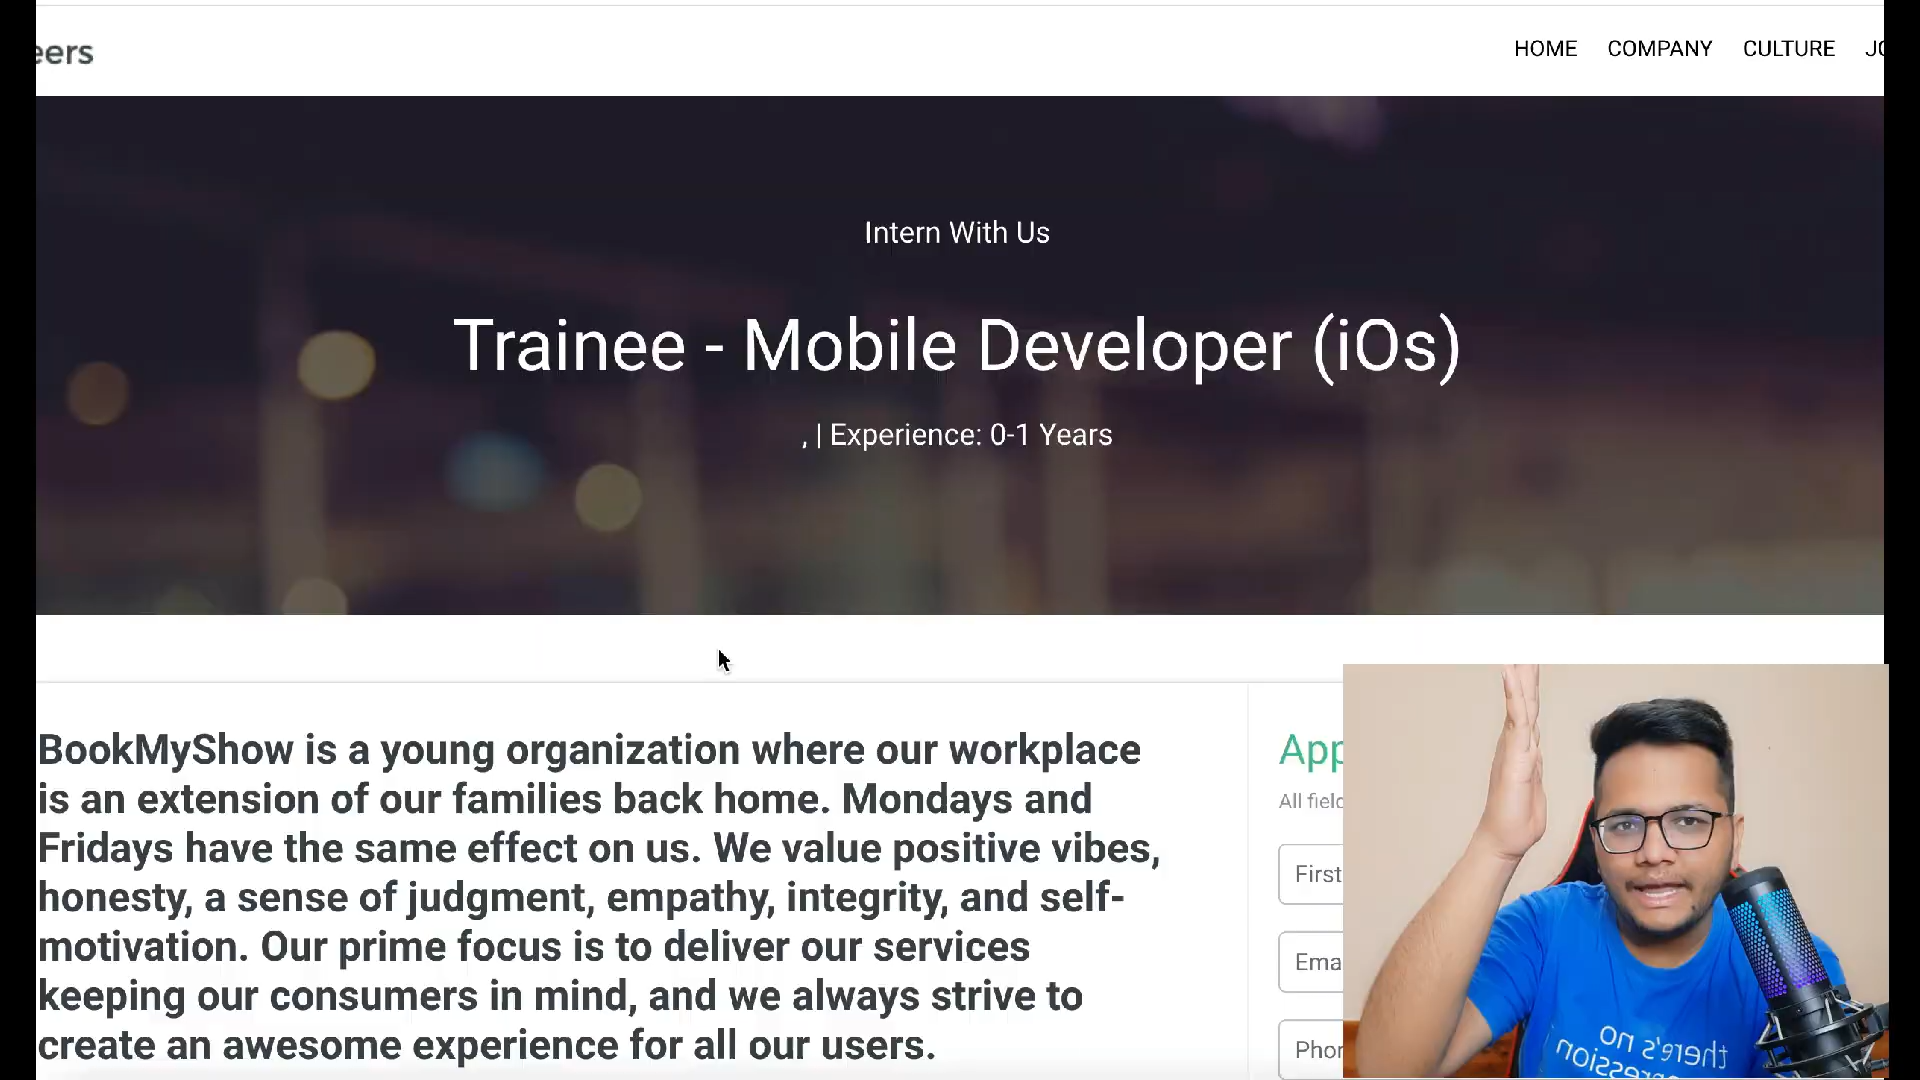 eers
HOME COMPANY CULTURE
Intern With Us
Trainee - Mobile Developer (iOs)
, | Experience: 0-1 Years
BookMyShow is a young organization where our workplace
is an extension of our families back home. Mondays and
Fridays have the same effect on us. We value positive vibes,
honesty, a sense of judgment, empathy, integrity, and self-
motivation. Our prime focus is to deliver our services
keeping our consumers in mind, and we always strive to
create an awesome experience for all our users.
App
All field
First
Ema
Phon
there's no